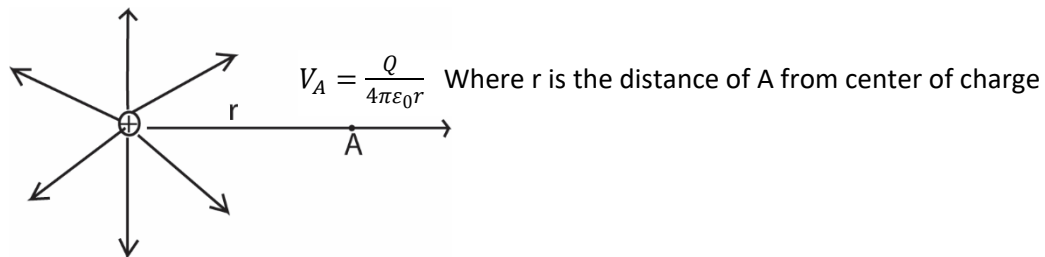 V_A = Q / 4πε₀r Where r is the distance of A from center of charge
r
+
A